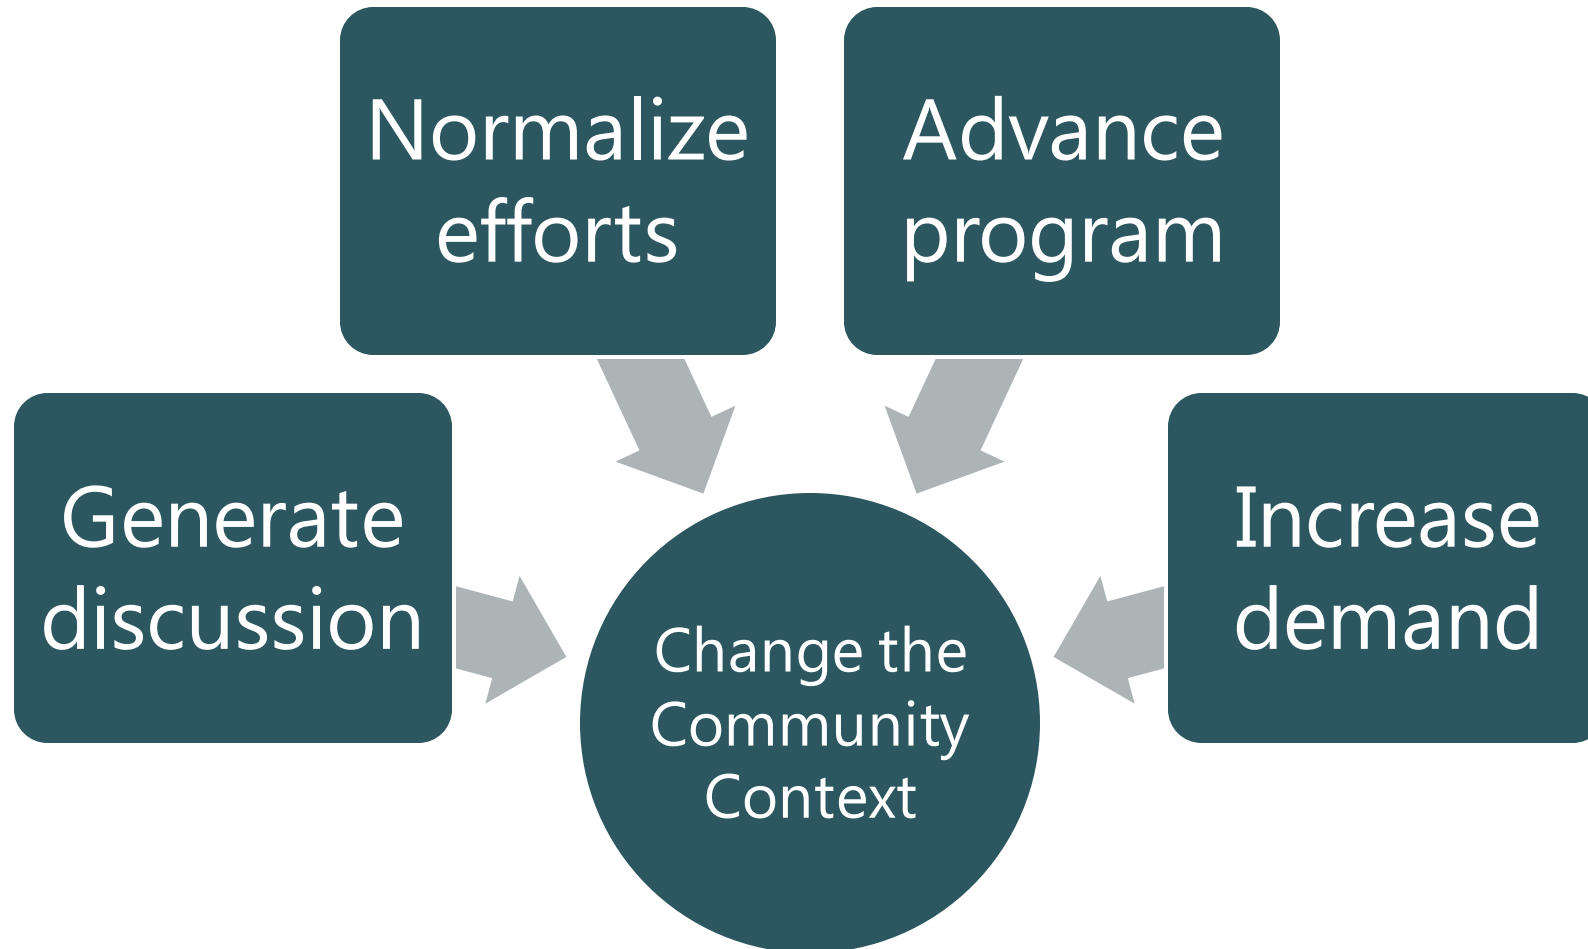 Normalize
efforts
Advance
program
Generate
discussion
Increase
demand
Change the
Community
Context